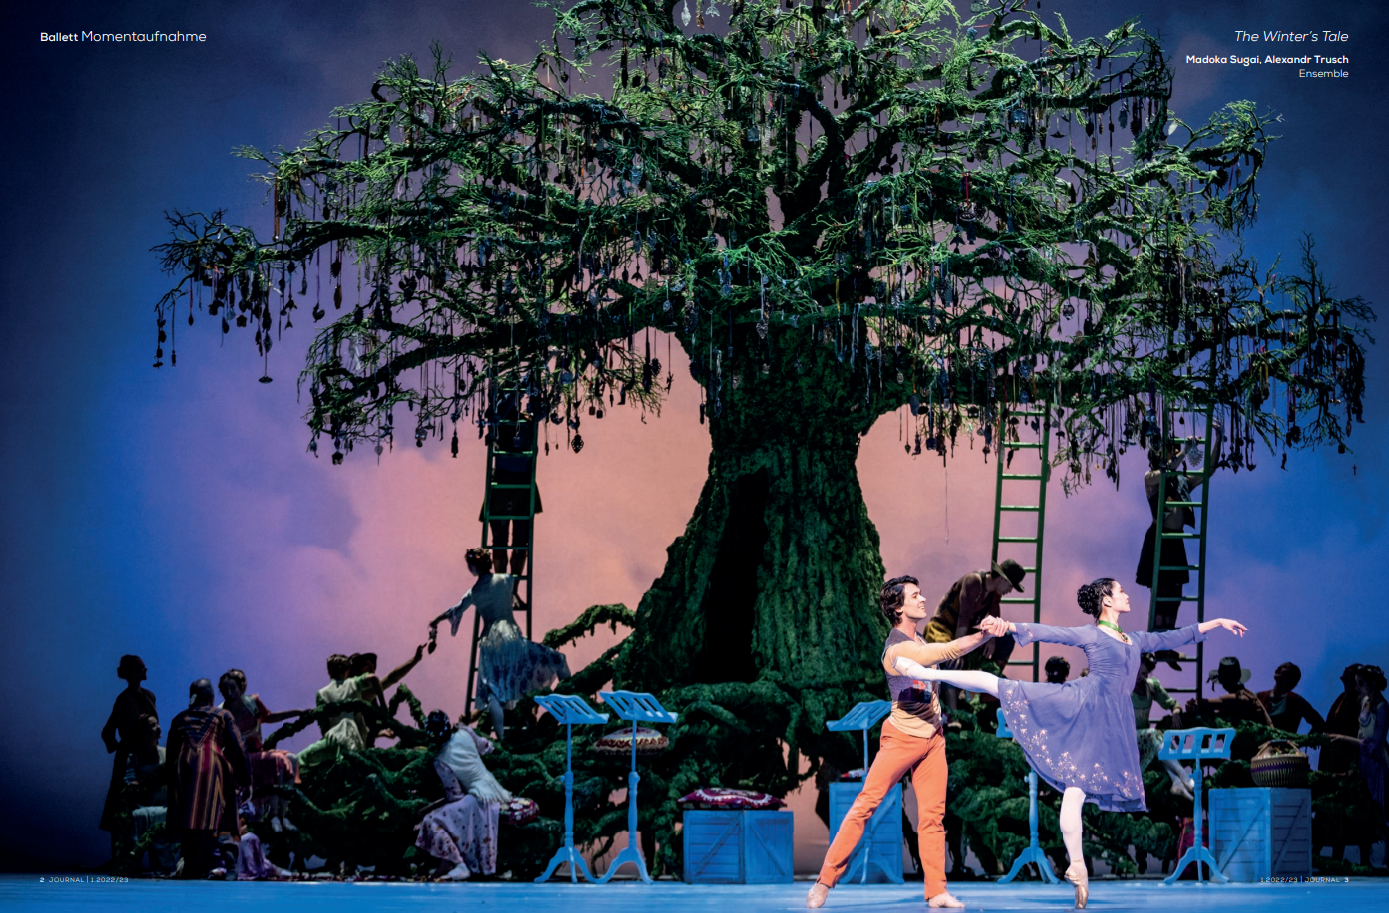 Ballett Momentaufnahme
The Winter's Tale
Madoka Sugai, Alexandr Trusch
Ensemble
2 JOURNAL | 1.2022/23
1.2022/23 | JOURNAL 3